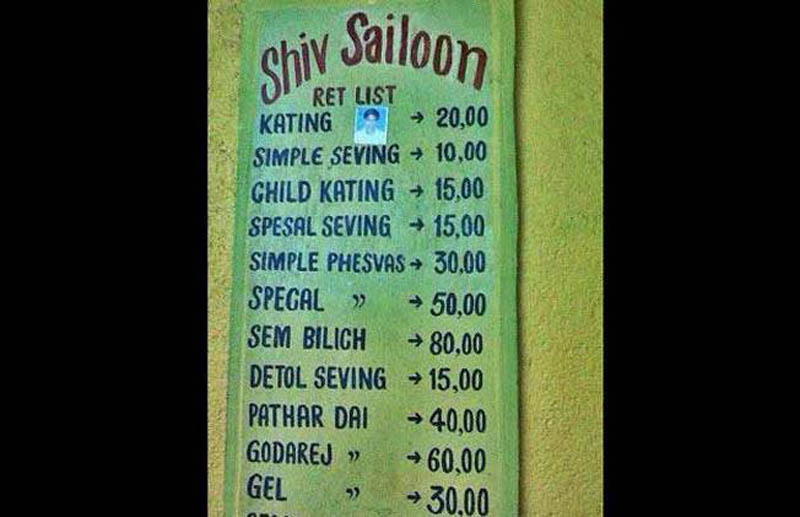 Shiv Sailoon
RET LIST
KATING → 20,00
SIMPLE SEVING → 10,00
CHILD KATING → 15,00
SPESAL SEVING → 15,00
SIMPLE PHESVAS → 30,00
SPECAL ” → 50,00
SEM BILICH → 80,00
DETOL SEVING → 15,00
PATHAR DAI → 40,00
GODAREJ ” → 60,00
GEL ” → 30,00